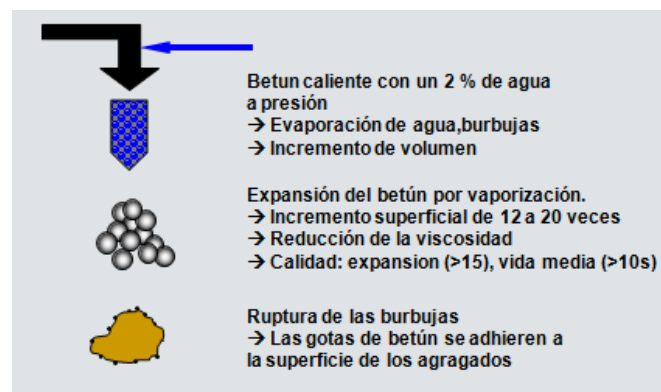 Betun caliente con un 2 % de agua
a presión
→ Evaporación de agua,burbujas
→ Incremento de volumen
Expansión del betún por vaporización.
→ Incremento superficial de 12 a 20 veces
→ Reducción de la viscosidad
→ Calidad: expansion (>15), vida media (>10s)
Ruptura de las burbujas
→ Las gotas de betún se adhieren a
la superficie de los agragados